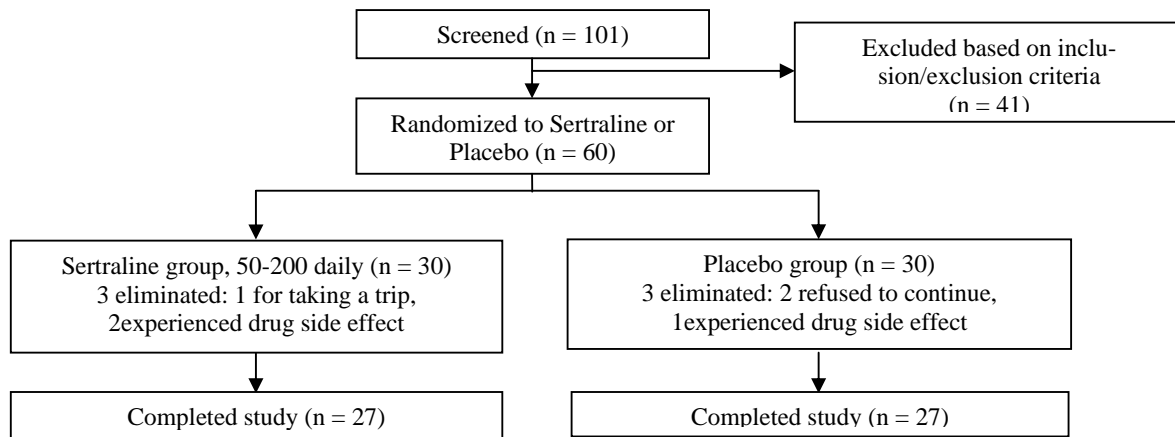 Screened (n = 101)
Excluded based on inclu-
sion/exclusion criteria
(n = 41)
Randomized to Sertraline or
Placebo (n = 60)
Sertraline group, 50-200 daily (n = 30)
3 eliminated: 1 for taking a trip,
2experienced drug side effect
Placebo group (n = 30)
3 eliminated: 2 refused to continue,
1experienced drug side effect
Completed study (n = 27)
Completed study (n = 27)